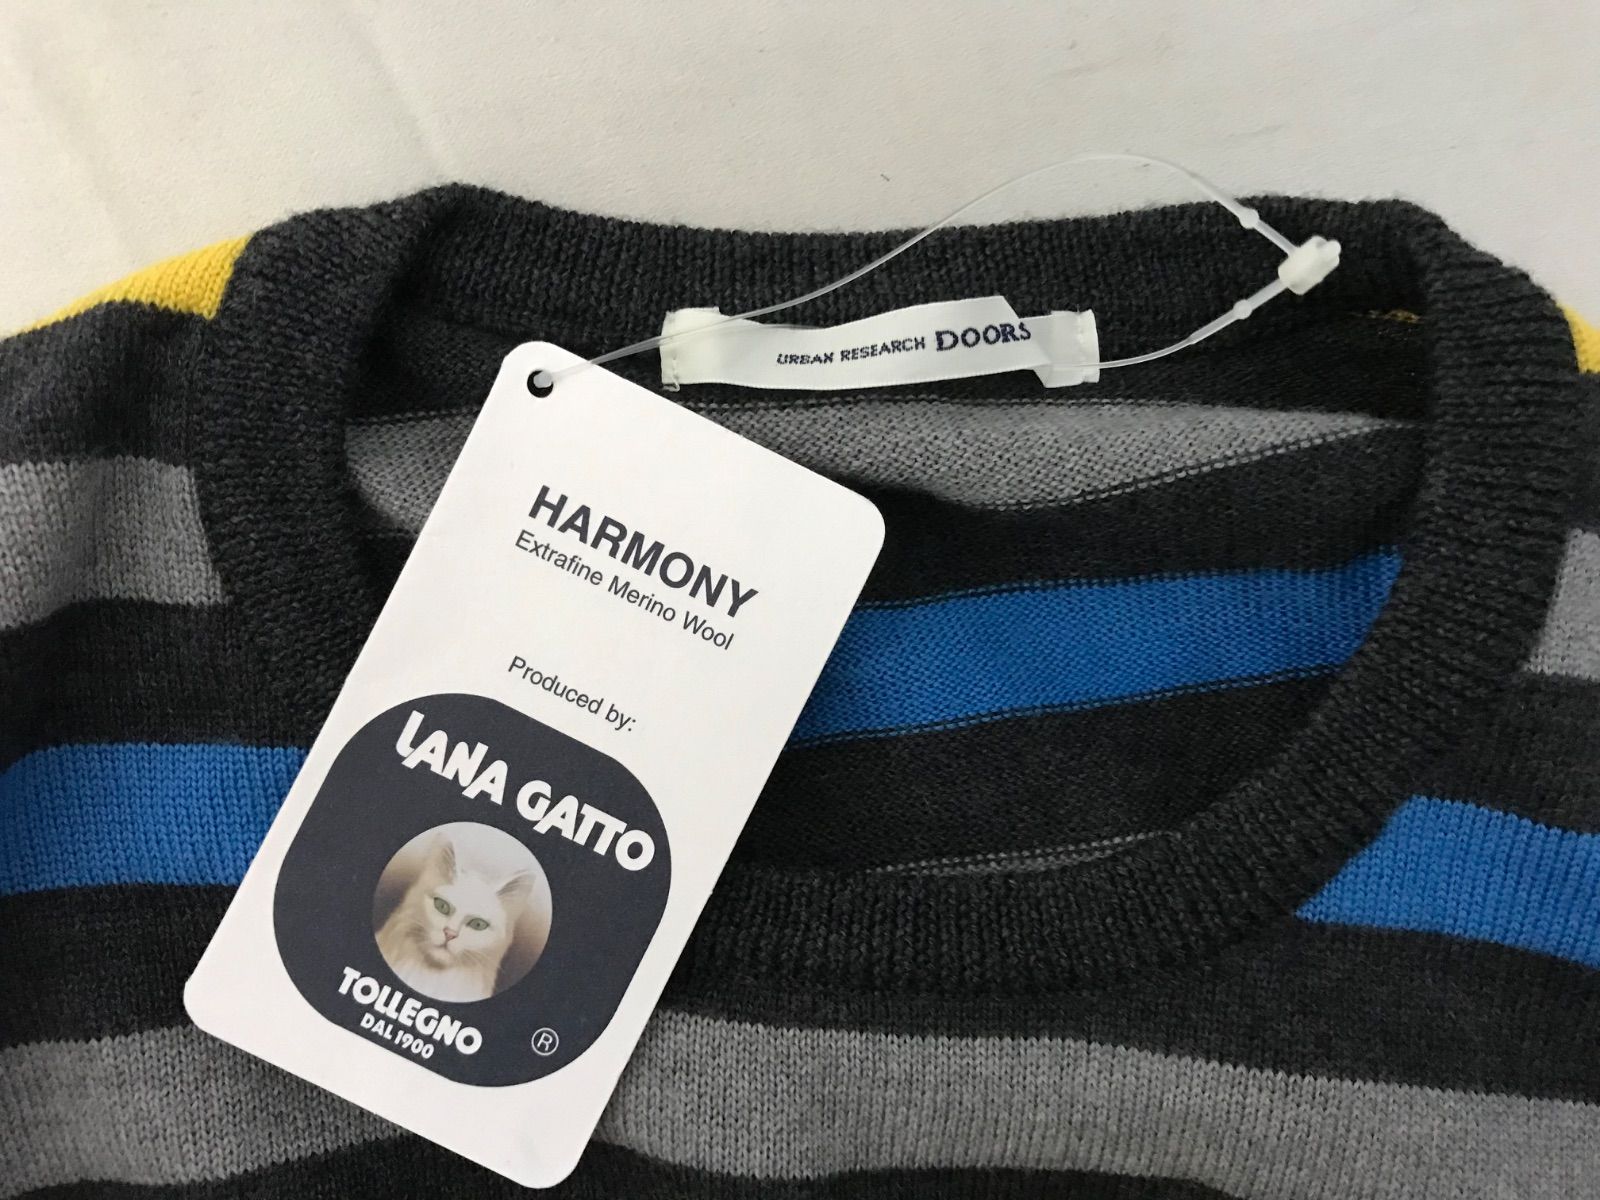 URBAN RESEARCH DOORS
HARMONY
Extrafine Merino Wool
Produced by:
LANA GATTO
TOLLEGNO
DAL 1900
®